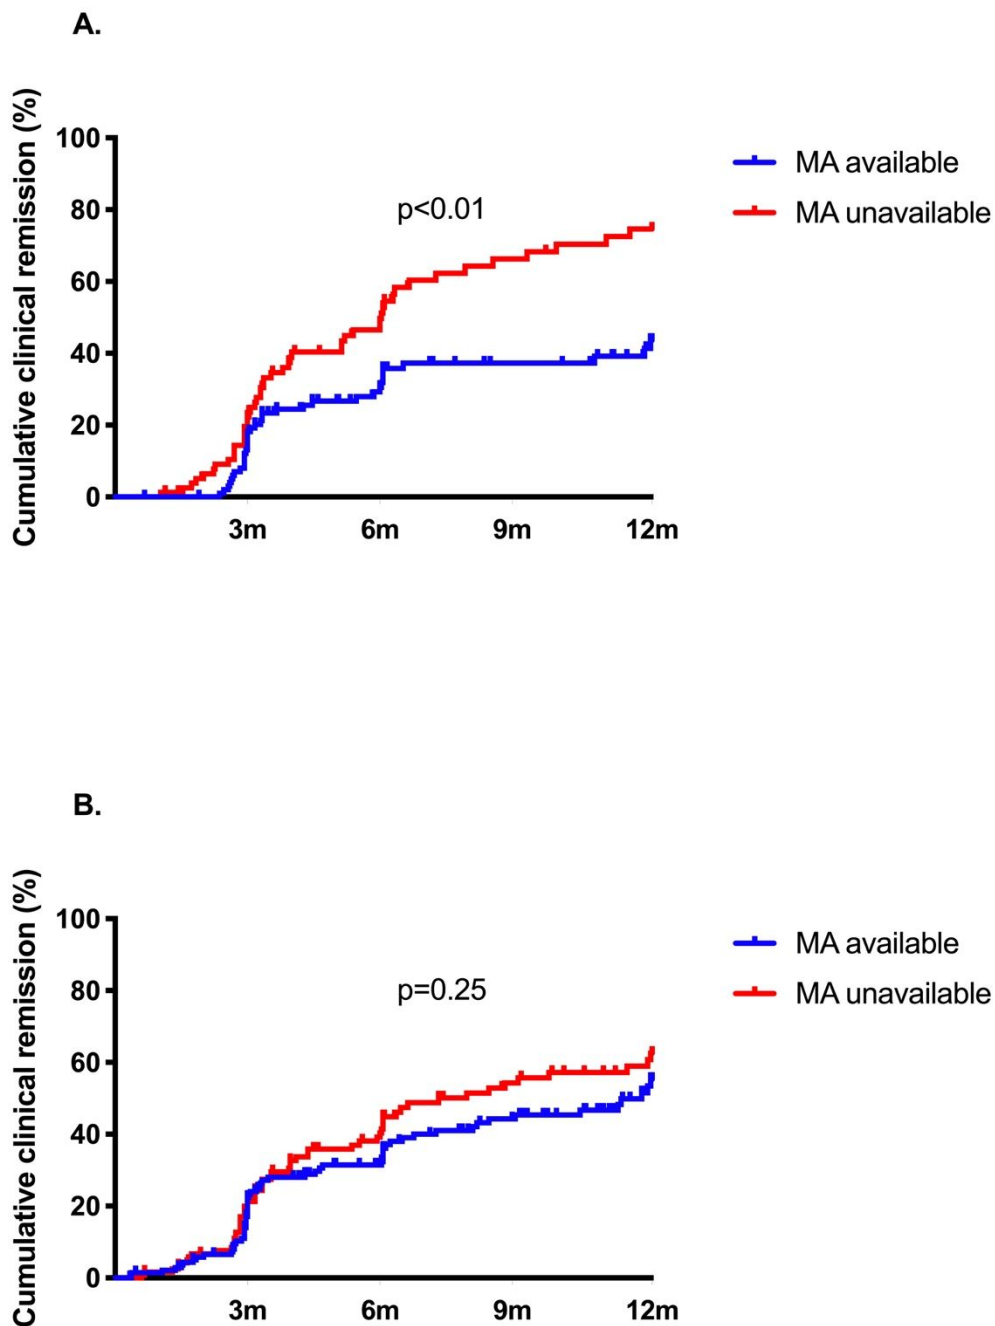 A.
Cumulative clinical remission (%)
100
80
60
40
20
0
p<0.01
MA available
MA unavailable
3m 6m 9m 12m
B.
Cumulative clinical remission (%)
100
80
60
40
20
0
p=0.25
MA available
MA unavailable
3m 6m 9m 12m